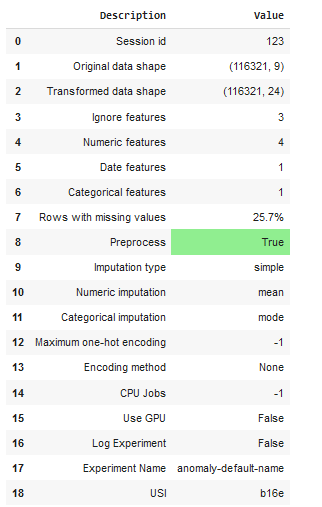 Description Value
0 Session id 123
1 Original data shape (116321, 9)
2 Transformed data shape (116321, 24)
3 Ignore features 3
4 Numeric features 4
5 Date features 1
6 Categorical features 1
7 Rows with missing values 25.7%
8 Preprocess True
9 Imputation type simple
10 Numeric imputation mean
11 Categorical imputation mode
12 Maximum one-hot encoding -1
13 Encoding method None
14 CPU Jobs -1
15 Use GPU False
16 Log Experiment False
17 Experiment Name anomaly-default-name
18 USI b16e